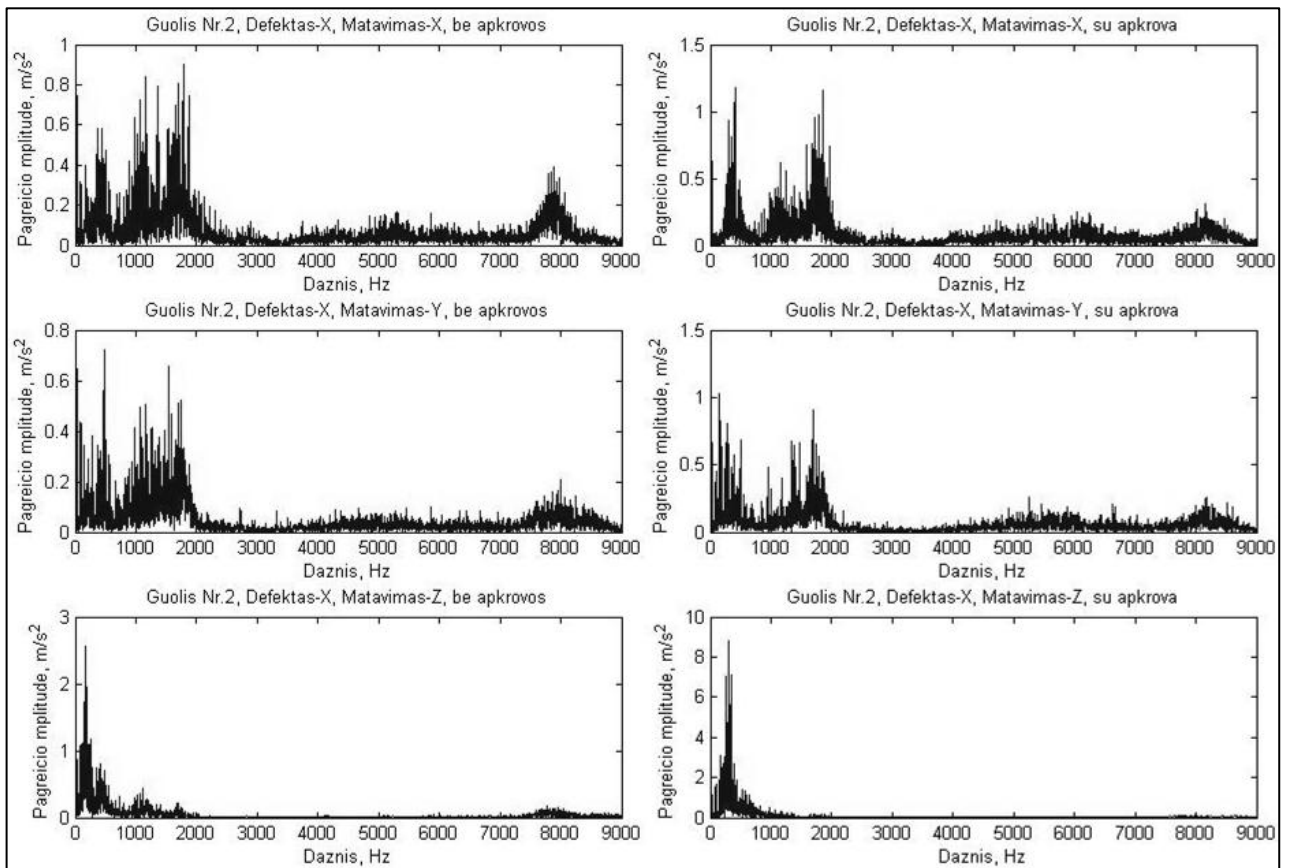 Guolis Nr.2, Defektas-X, Matavimas-X, be apkrovos
Pagreicio mplitude, m/s²
1
0.8
0.6
0.4
0.2
0
0 1000 2000 3000 4000 5000 6000 7000 8000 9000
Daznis, Hz
Guolis Nr.2, Defektas-X, Matavimas-X, su apkrova
Pagreicio mplitude, m/s²
1.5
1
0.5
0
0 1000 2000 3000 4000 5000 6000 7000 8000 9000
Daznis, Hz
Guolis Nr.2, Defektas-X, Matavimas-Y, be apkrovos
Pagreicio mplitude, m/s²
0.8
0.6
0.4
0.2
0
0 1000 2000 3000 4000 5000 6000 7000 8000 9000
Daznis, Hz
Guolis Nr.2, Defektas-X, Matavimas-Y, su apkrova
Pagreicio mplitude, m/s²
1.5
1
0.5
0
0 1000 2000 3000 4000 5000 6000 7000 8000 9000
Daznis, Hz
Guolis Nr.2, Defektas-X, Matavimas-Z, be apkrovos
Pagreicio mplitude, m/s²
3
2
1
0
0 1000 2000 3000 4000 5000 6000 7000 8000 9000
Daznis, Hz
Guolis Nr.2, Defektas-X, Matavimas-Z, su apkrova
Pagreicio mplitude, m/s²
10
8
6
4
2
0
0 1000 2000 3000 4000 5000 6000 7000 8000 9000
Daznis, Hz